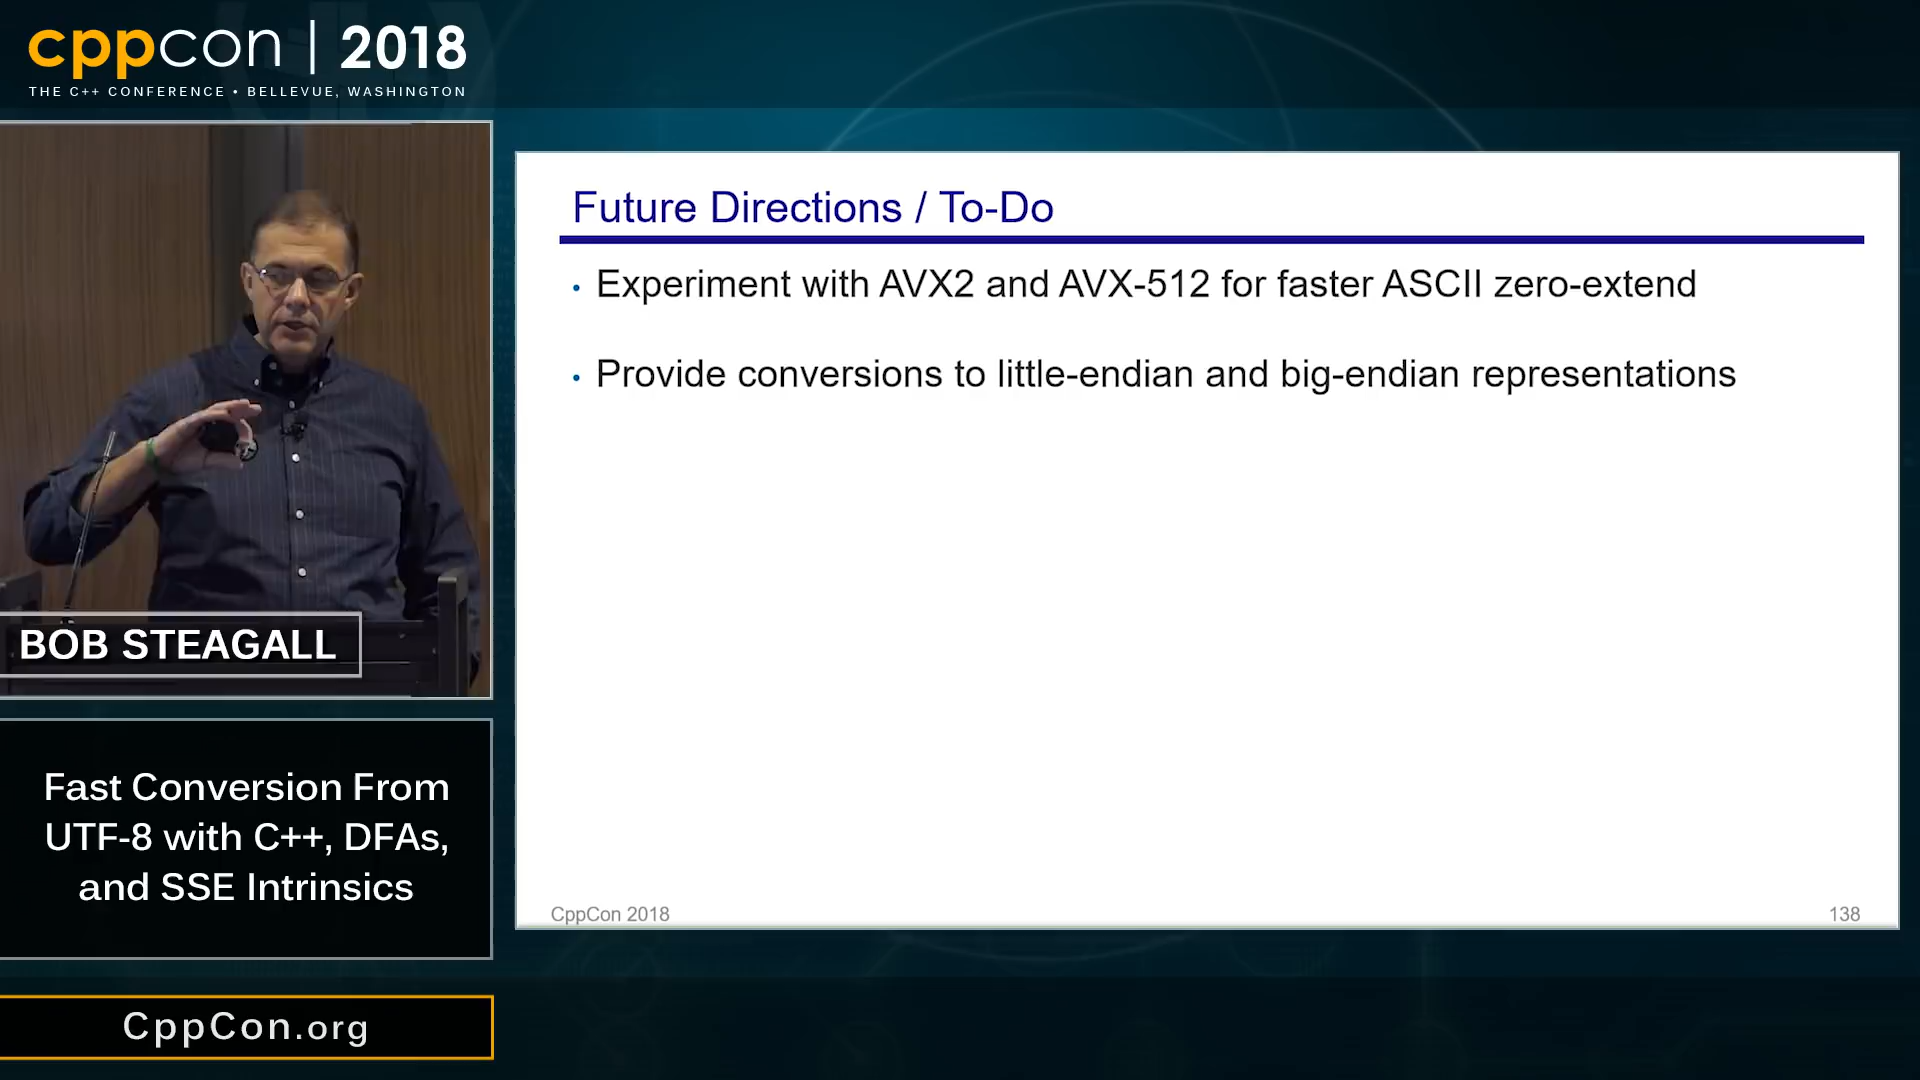 cppcon | 2018
THE C++ CONFERENCE • BELLEVUE, WASHINGTON
BOB STEAGALL
Fast Conversion From
UTF-8 with C++, DFAs,
and SSE Intrinsics
CppCon.org
Future Directions / To-Do
• Experiment with AVX2 and AVX-512 for faster ASCII zero-extend
• Provide conversions to little-endian and big-endian representations
CppCon 2018
138